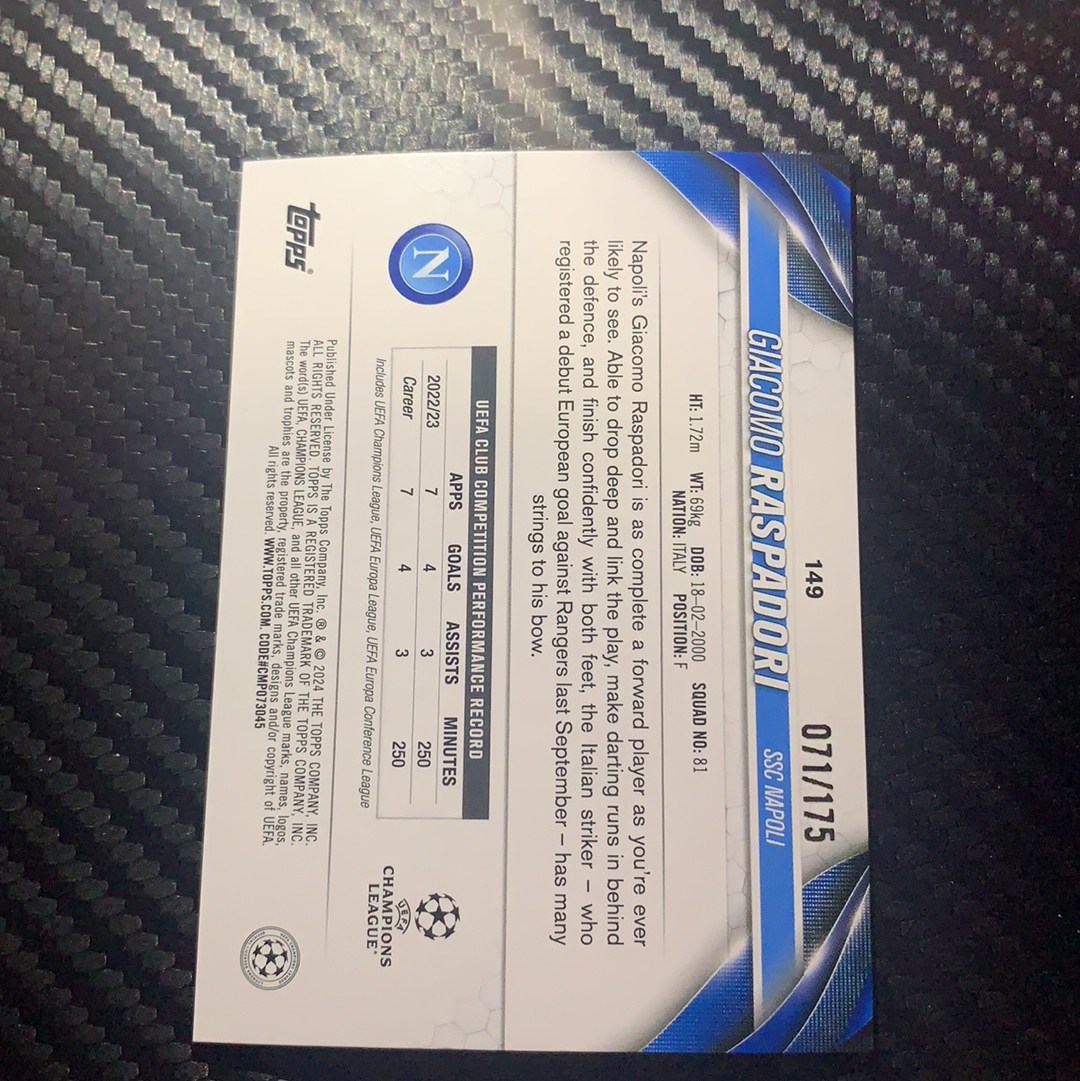 149
071/175
GIACOMO RASPADORI SSC NAPOLI
HT: 1.72m WT: 69kg DOB: 18-02-2000 SQUAD NO: 81
NATION: ITALY POSITION: F
Napoli's Giacomo Raspadori is as complete a forward player as you're ever
likely to see. Able to drop deep and link the play, make darting runs in behind
the defence, and finish confidently with both feet, the Italian striker – who
registered a debut European goal against Rangers last September – has many
strings to his bow.
N
UEFA CLUB COMPETITION PERFORMANCE RECORD
APPS GOALS ASSISTS MINUTES
2022/23 7 4 3 250
Career 7 4 3 250
Includes UEFA Champions League, UEFA Europa League, UEFA Europa Conference League
UEFA
CHAMPIONS
LEAGUE
topps®
Published Under License by The Topps Company, Inc. ® & © 2024 THE TOPPS COMPANY, INC.
ALL RIGHTS RESERVED. TOPPS IS A REGISTERED TRADEMARK OF THE TOPPS COMPANY, INC.
The word(s) UEFA, CHAMPIONS LEAGUE, and all other UEFA Champions League marks, names, logos,
mascots and trophies are the property, registered trade marks, designs and/or copyright of UEFA.
All rights reserved. WWW.TOPPS.COM. CODE#CMP073045